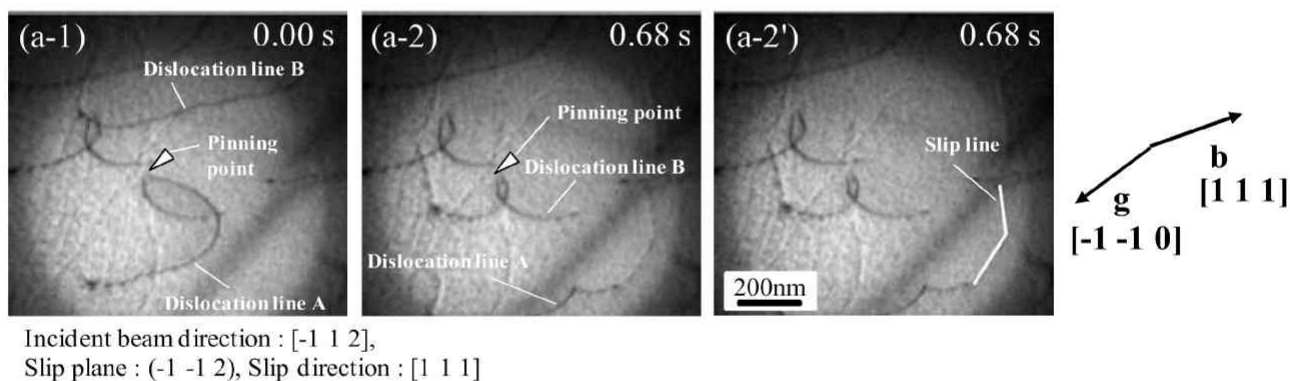 (a-1)
0.00 s
Dislocation line B
Pinning
point
Dislocation line A
(a-2)
0.68 s
Pinning point
Dislocation line B
Dislocation line A
(a-2')
0.68 s
Slip line
200nm
b
[1 1 1]
g
[-1 -1 0]
Incident beam direction : [-1 1 2],
Slip plane : (-1 -1 2), Slip direction : [1 1 1]